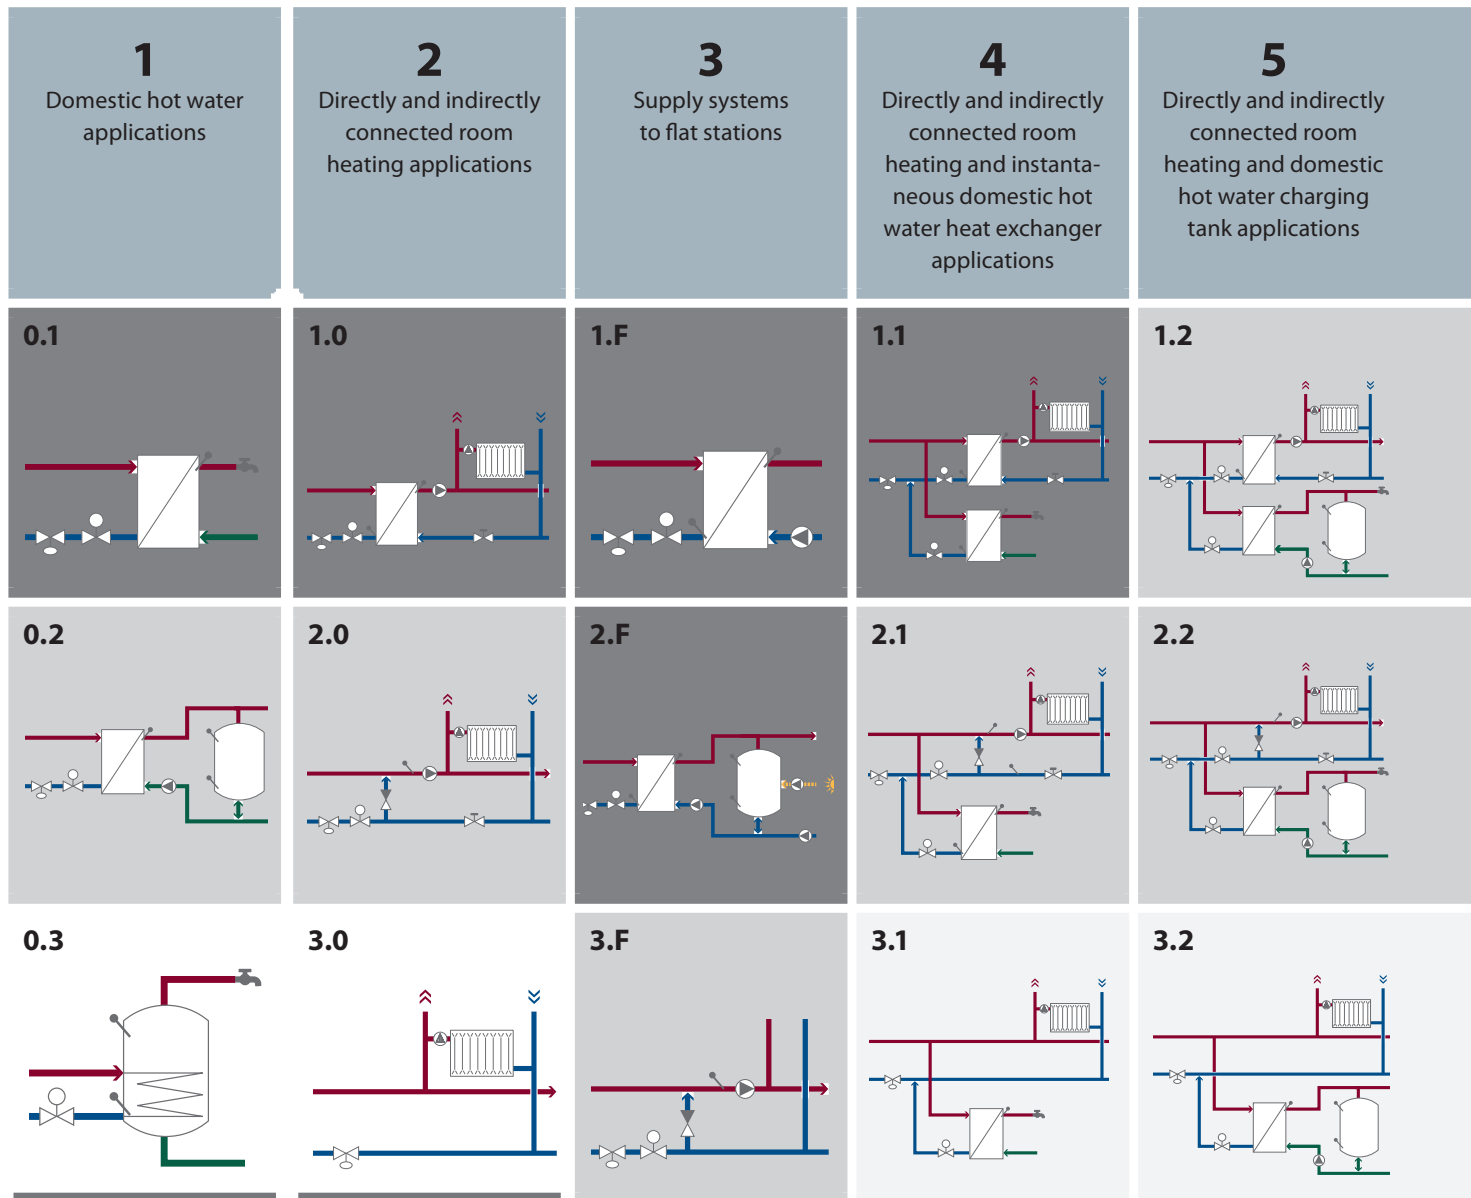 1
Domestic hot water
applications
2
Directly and indirectly
connected room
heating applications
3
Supply systems
to flat stations
4
Directly and indirectly
connected room
heating and instanta-
neous domestic hot
water heat exchanger
applications
5
Directly and indirectly
connected room
heating and domestic
hot water charging
tank applications
0.1
1.0
1.F
1.1
1.2
0.2
2.0
2.F
2.1
2.2
0.3
3.0
3.F
3.1
3.2